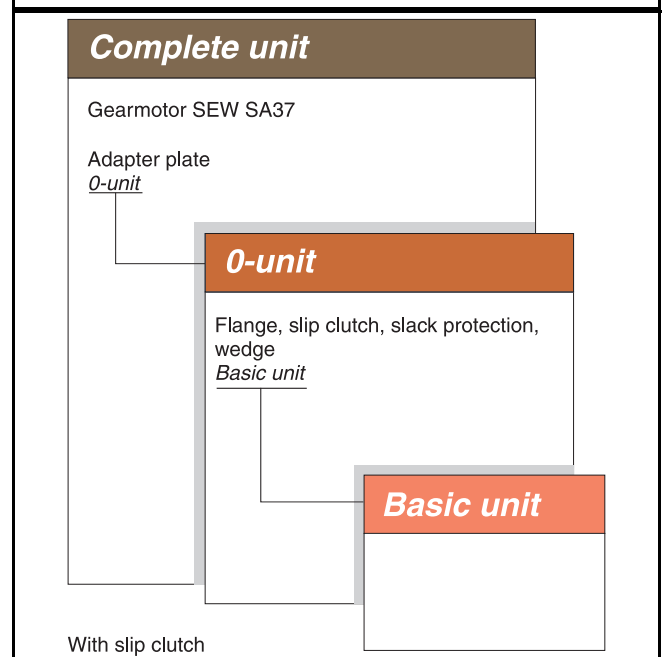 Complete unit
Gearmotor SEW SA37
Adapter plate
0-unit
0-unit
Flange, slip clutch, slack protection,
wedge
Basic unit
Basic unit
With slip clutch